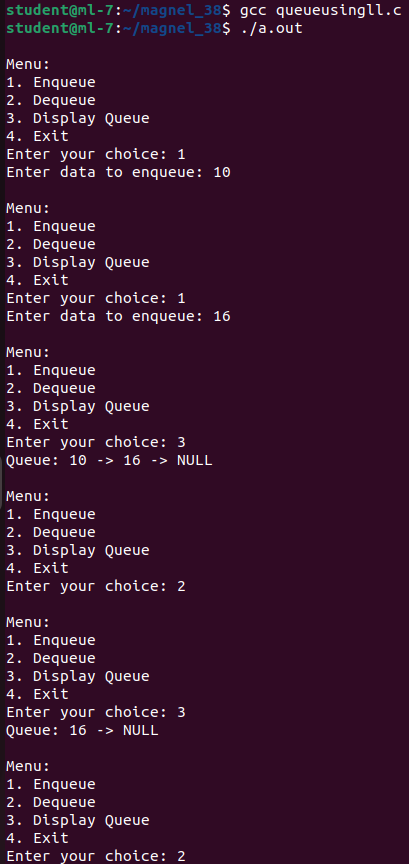 student@ml-7:~/magnel_38$ gcc queueusingll.c
student@ml-7:~/magnel_38$ ./a.out
Menu:
1. Enqueue
2. Dequeue
3. Display Queue
4. Exit
Enter your choice: 1
Enter data to enqueue: 10
Menu:
1. Enqueue
2. Dequeue
3. Display Queue
4. Exit
Enter your choice: 1
Enter data to enqueue: 16
Menu:
1. Enqueue
2. Dequeue
3. Display Queue
4. Exit
Enter your choice: 3
Queue: 10 -> 16 -> NULL
Menu:
1. Enqueue
2. Dequeue
3. Display Queue
4. Exit
Enter your choice: 2
Menu:
1. Enqueue
2. Dequeue
3. Display Queue
4. Exit
Enter your choice: 3
Queue: 16 -> NULL
Menu:
1. Enqueue
2. Dequeue
3. Display Queue
4. Exit
Enter your choice: 2